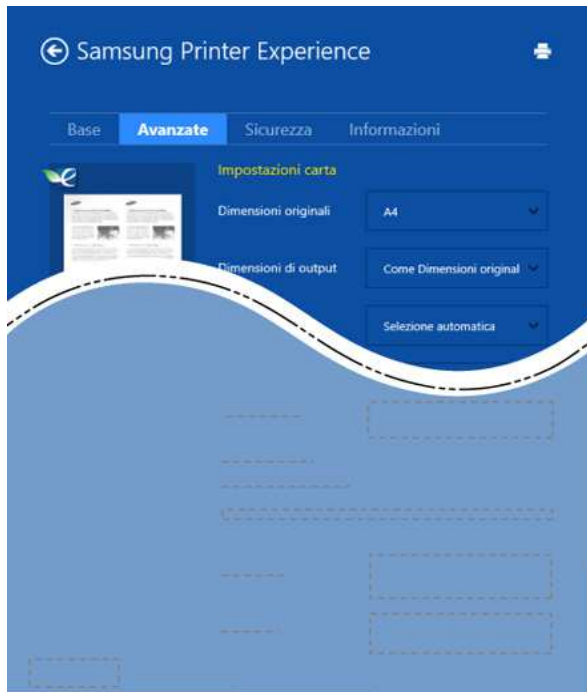 Samsung Printer Experience
Base Avanzate Sicurezza Informazioni
Impostazioni carta
Dimensioni originali A4
Dimensioni di output Come Dimensioni original
Selezione automatica